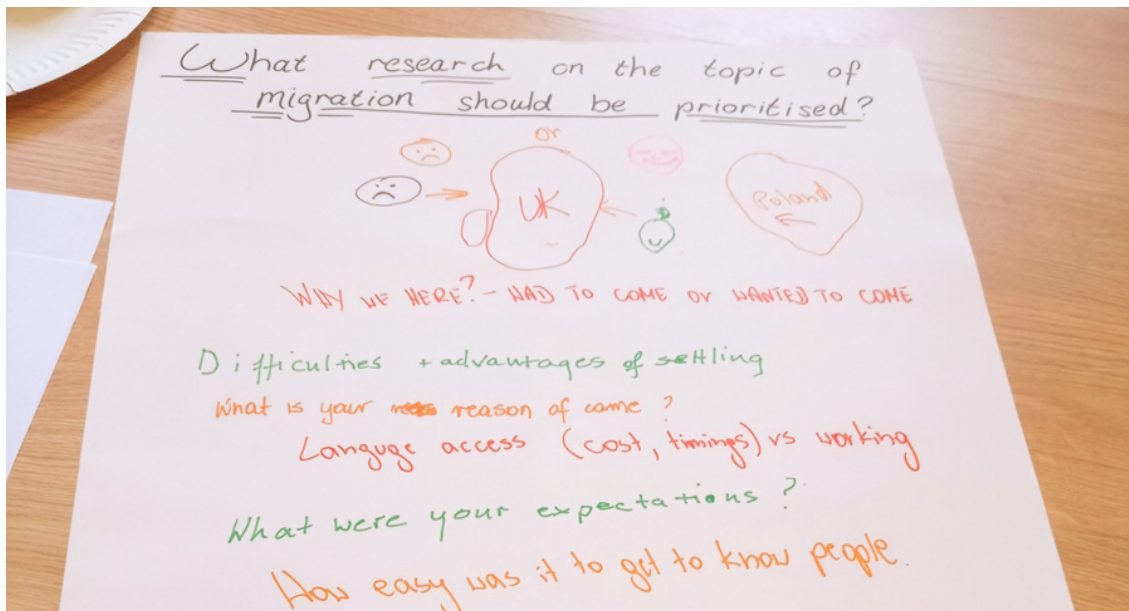 What research on the topic of
migration should be prioritised?
or
UK
Poland
WHY WE HERE? - HAD TO COME or WANTED TO COME
Difficulties + advantages of settling
What is your reason of came ?
Languge access (cost, timings) vs working
What were your expectations ?
How easy was it to get to know people.